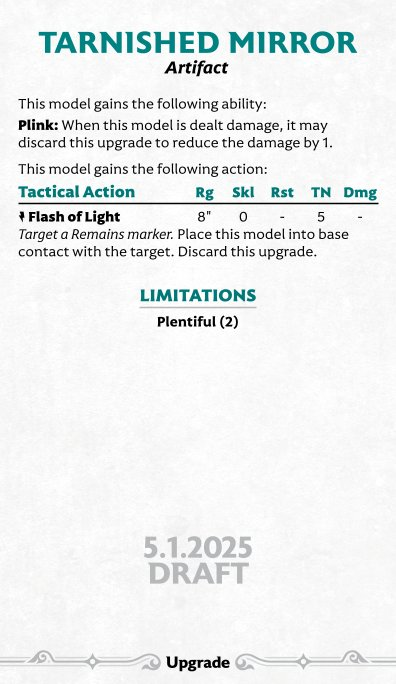 TARNISHED MIRROR
Artifact
This model gains the following ability:
Plink: When this model is dealt damage, it may
discard this upgrade to reduce the damage by 1.
This model gains the following action:
Tactical Action Rg Skl Rst TN Dmg
Flash of Light 8" 0 - 5 -
Target a Remains marker. Place this model into base
contact with the target. Discard this upgrade.
LIMITATIONS
Plentiful (2)
5.1.2025
DRAFT
Upgrade